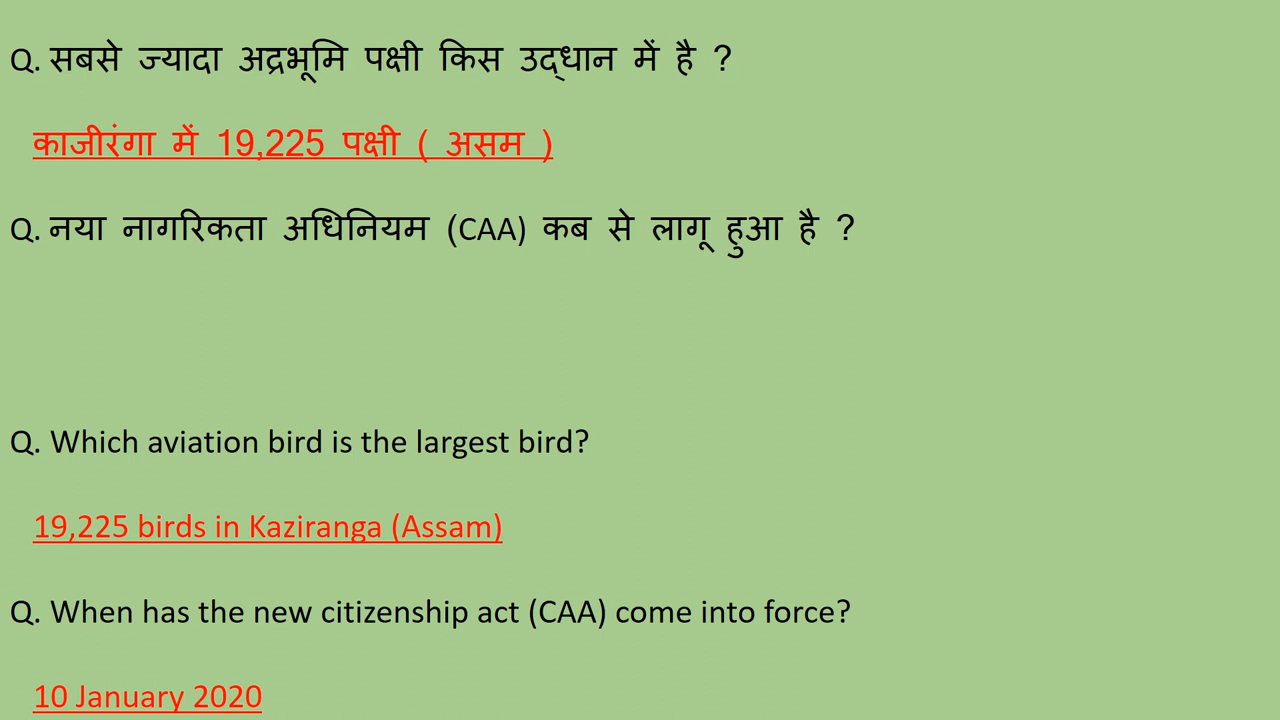 Q. सबसे ज्यादा अद्रभूमि पक्षी किस उद्धान में है ?
काजीरंगा में 19,225 पक्षी ( असम )
Q. नया नागरिकता अधिनियम (CAA) कब से लागू हुआ है ?
Q. Which aviation bird is the largest bird?
19,225 birds in Kaziranga (Assam)
Q. When has the new citizenship act (CAA) come into force?
10 January 2020